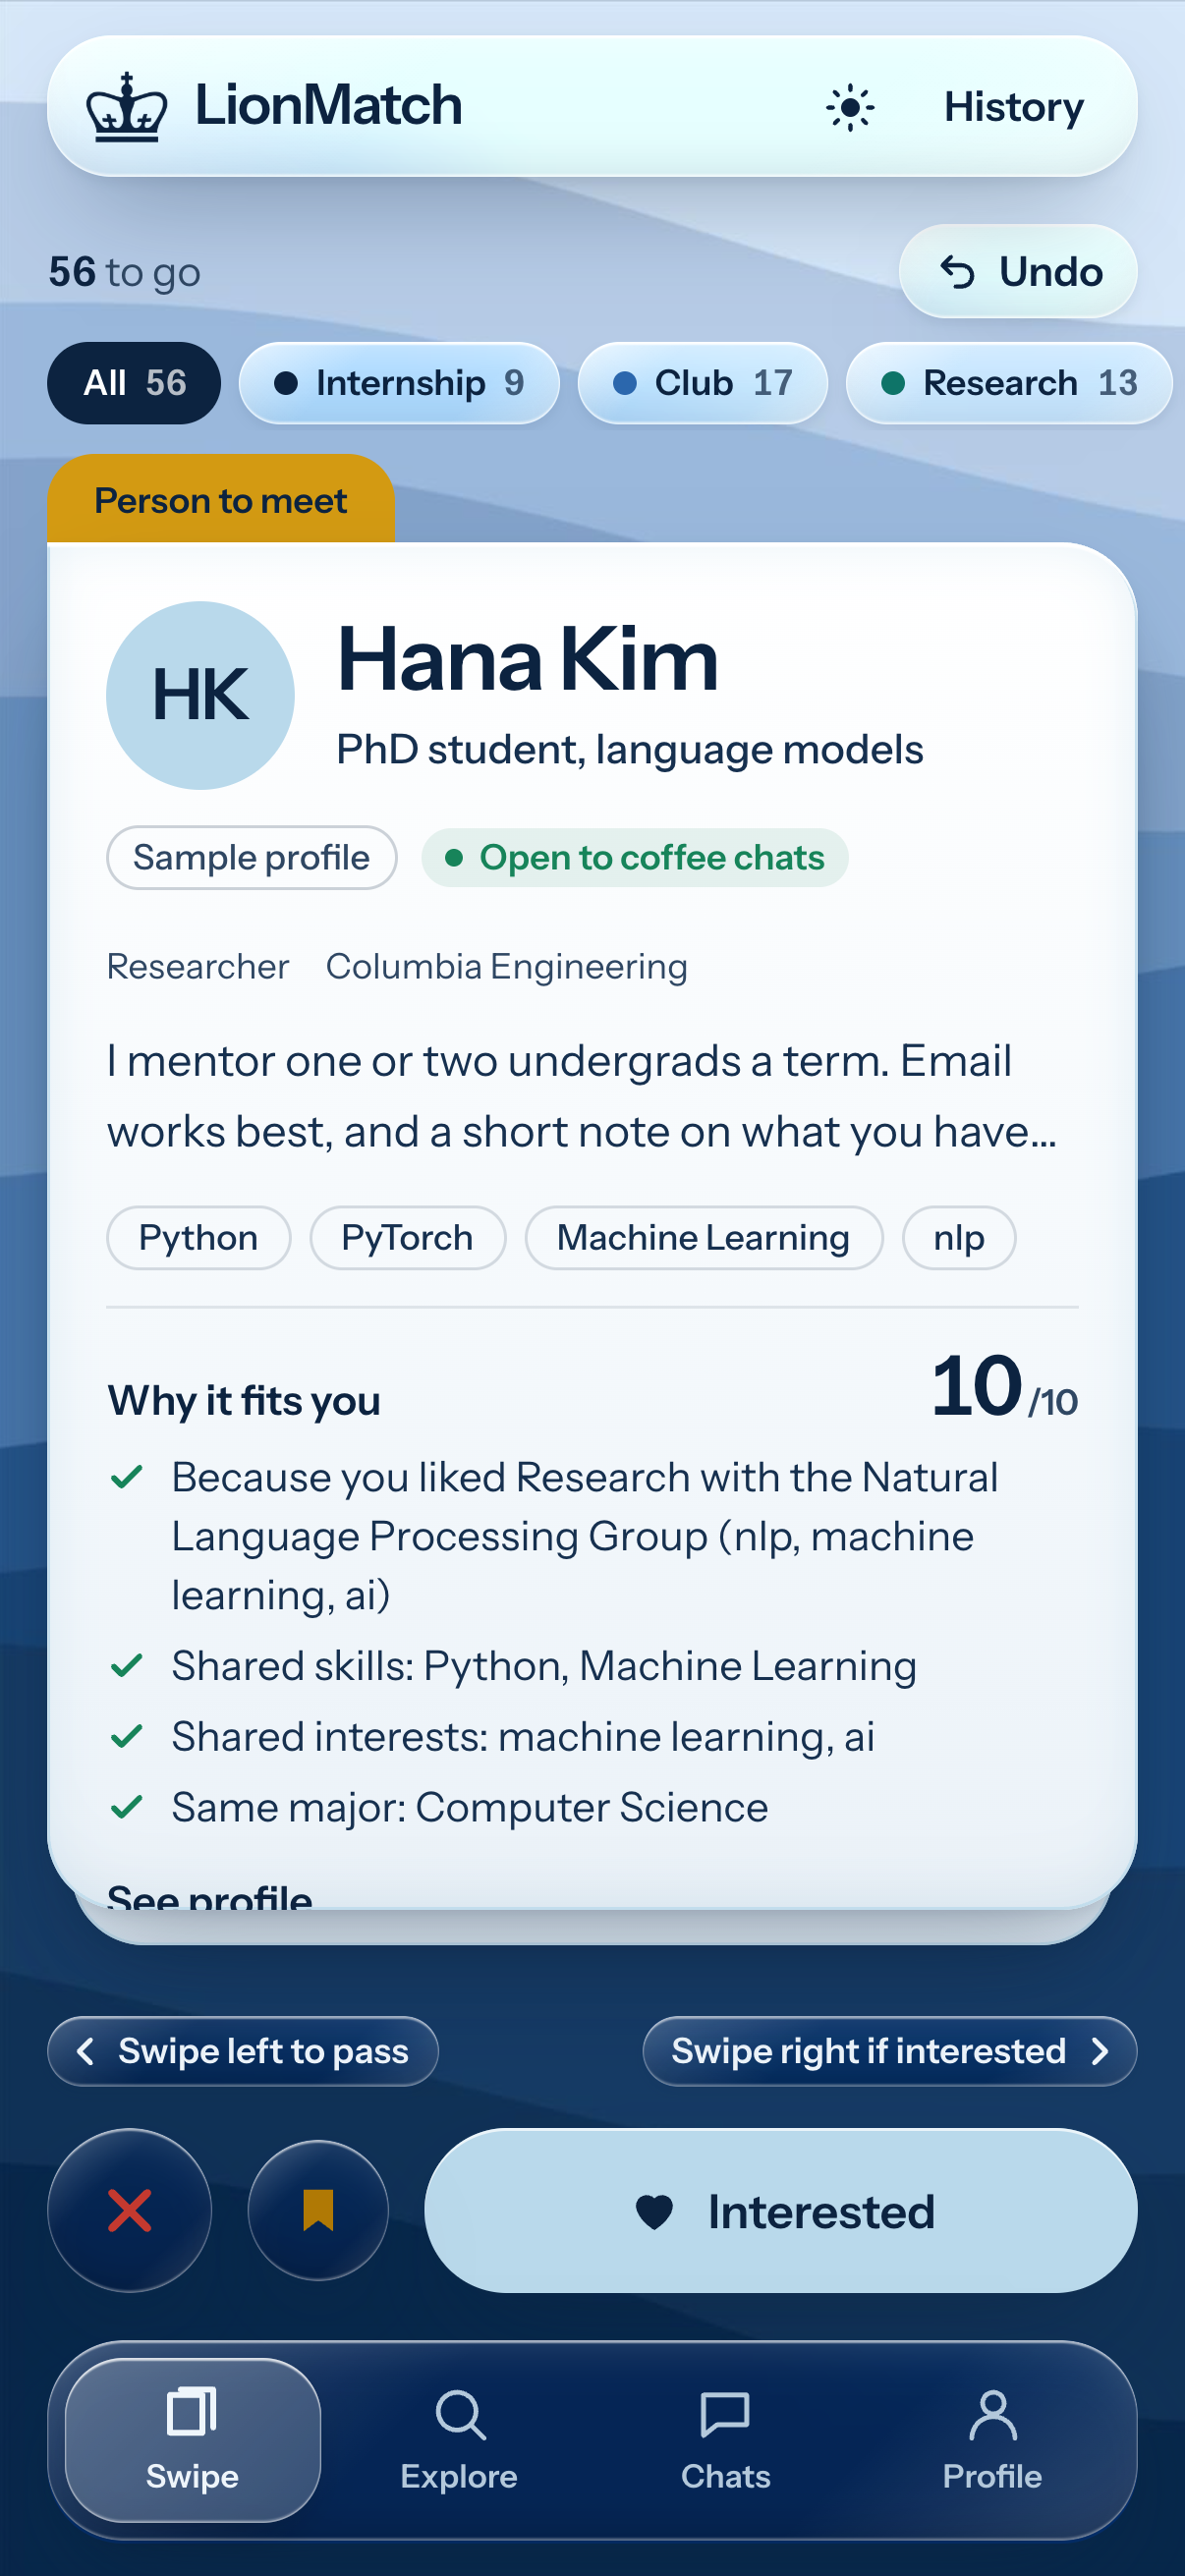 LionMatch
History
56 to go
Undo
All 56
Internship 9
Club 17
Research 13
Person to meet
HK
Hana Kim
PhD student, language models
Sample profile
Open to coffee chats
Researcher Columbia Engineering
I mentor one or two undergrads a term. Email
works best, and a short note on what you have...
Python
PyTorch
Machine Learning
nlp
Why it fits you
10/10
Because you liked Research with the Natural
Language Processing Group (nlp, machine
learning, ai)
Shared skills: Python, Machine Learning
Shared interests: machine learning, ai
Same major: Computer Science
See profile
Swipe left to pass
Swipe right if interested
Interested
Swipe
Explore
Chats
Profile